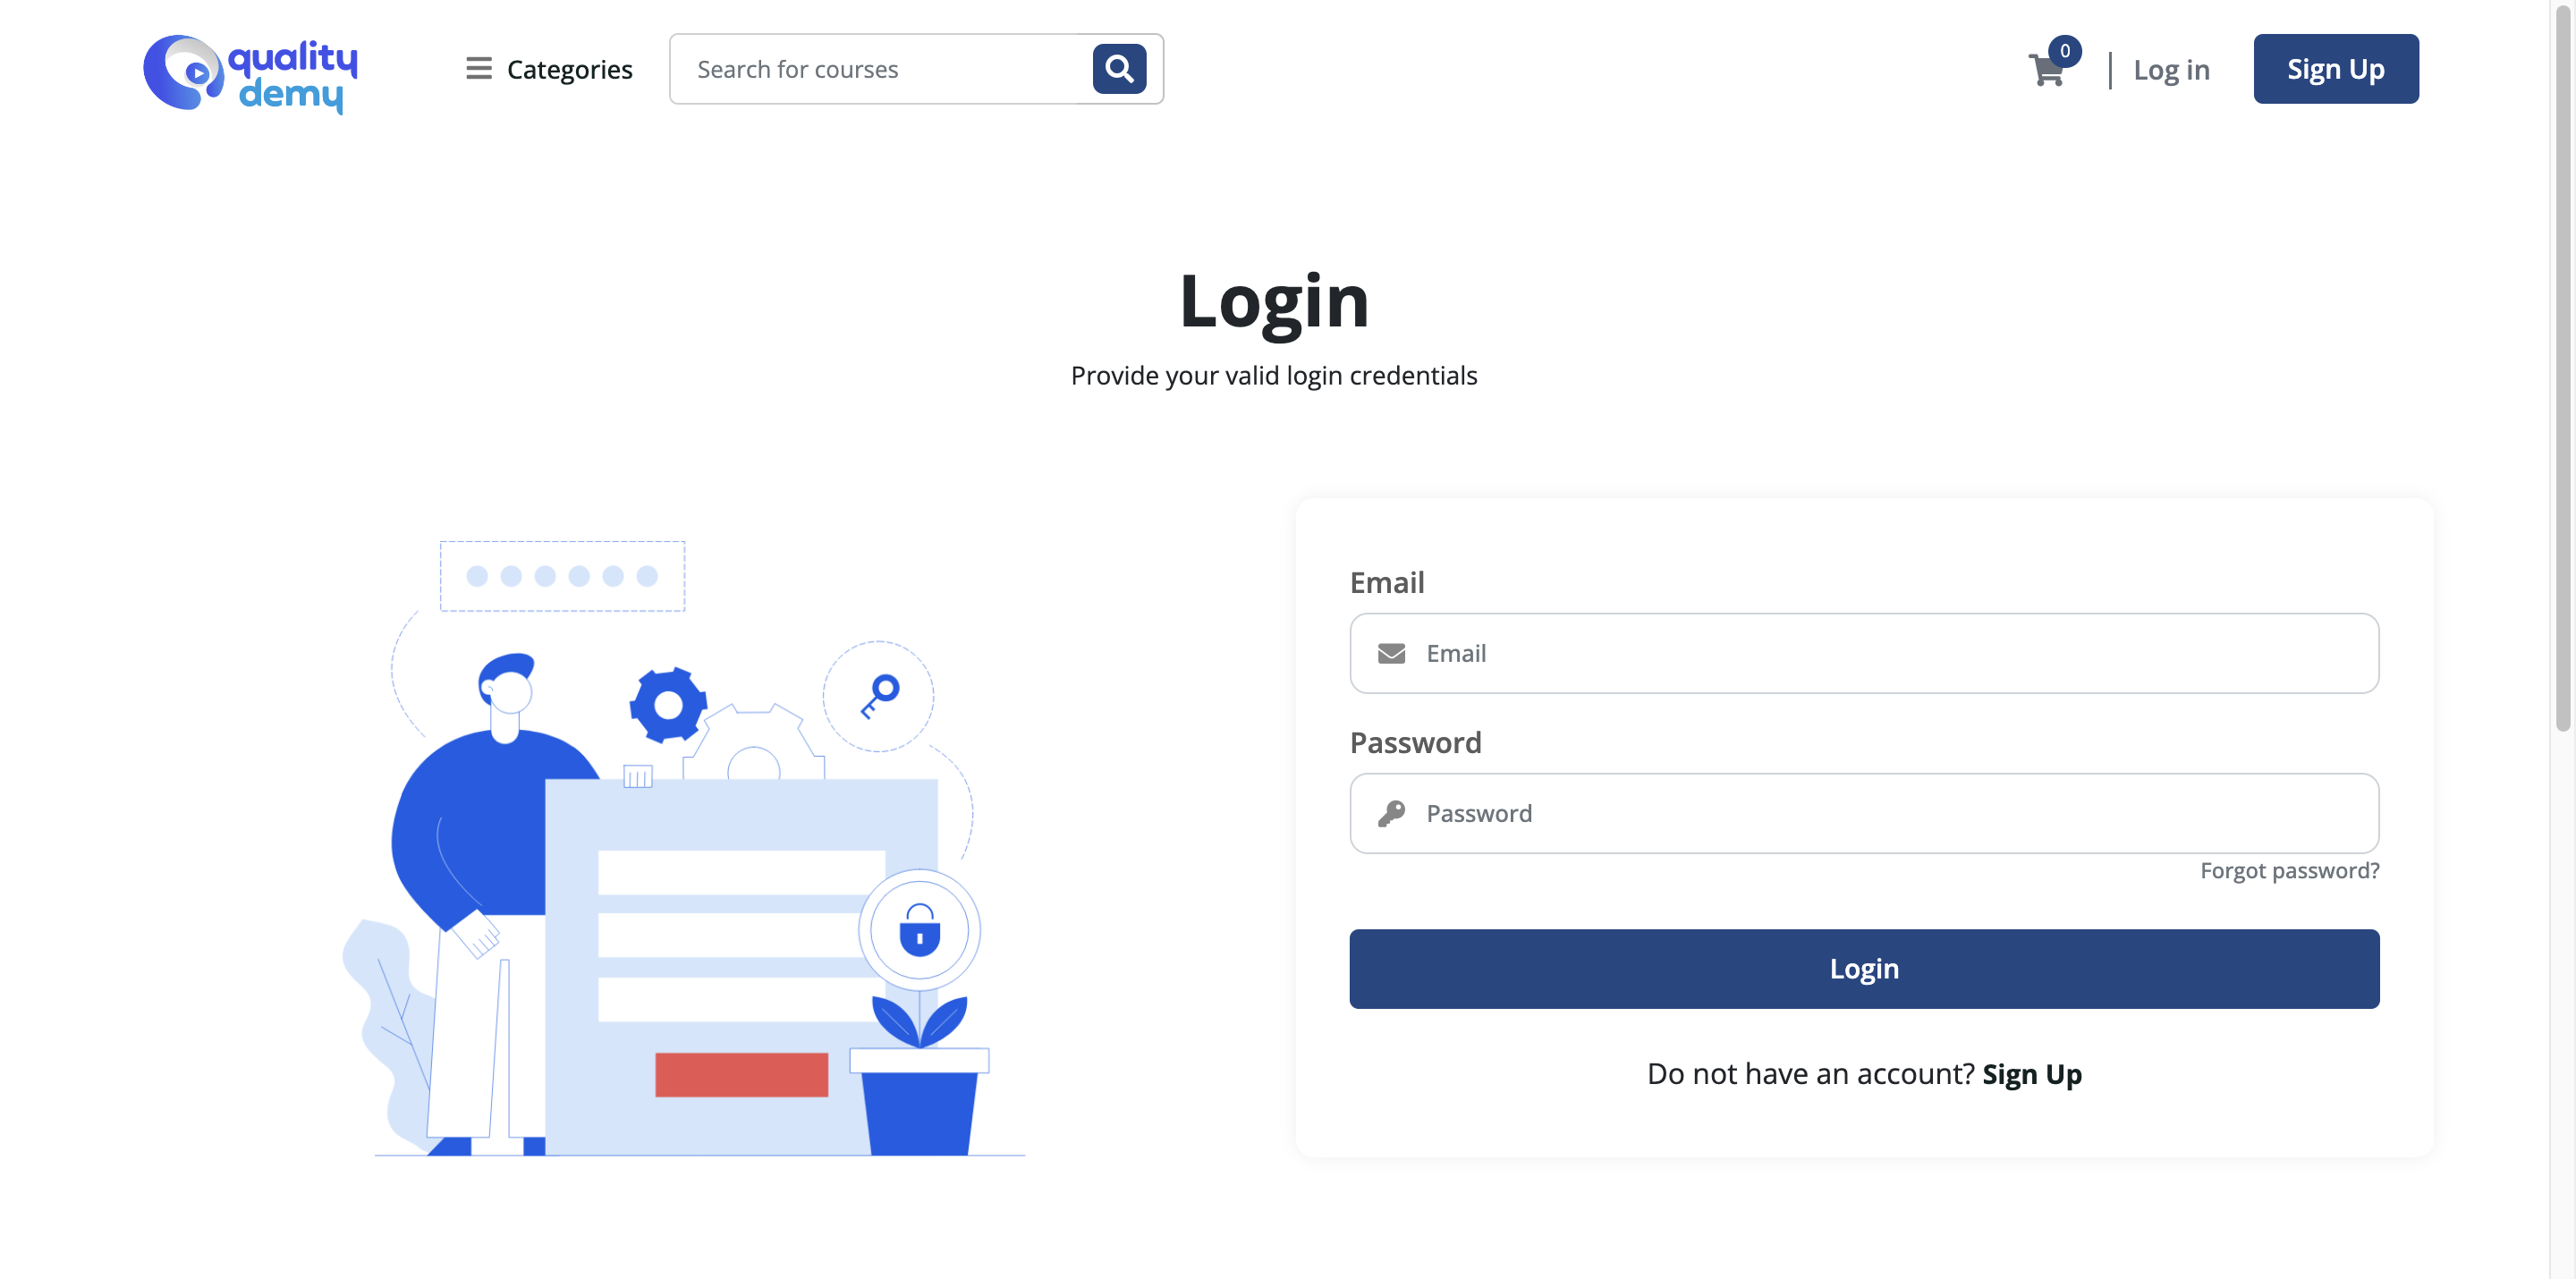 quality
demy
Categories
Search for courses
0
Log in
Sign Up
Login
Provide your valid login credentials
Email
Email
Password
Password
Forgot password?
Login
Do not have an account? Sign Up